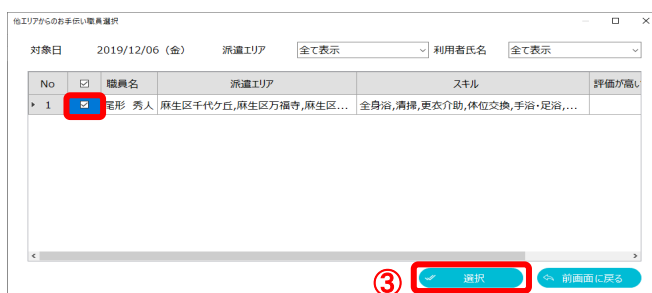 他エリアからのお手伝い職員選択
対象日 2019/12/06 （金） 派遣エリア 全て表示 利用者氏名 全て表示
No 職員名 派遣エリア スキル 評価が高い
1 尾形 秀人 麻生区千代ケ丘,麻生区万福寺,麻生区... 全身浴,清掃,更衣介助,体位交換,手浴・足浴,...
③ 選択 前画面に戻る